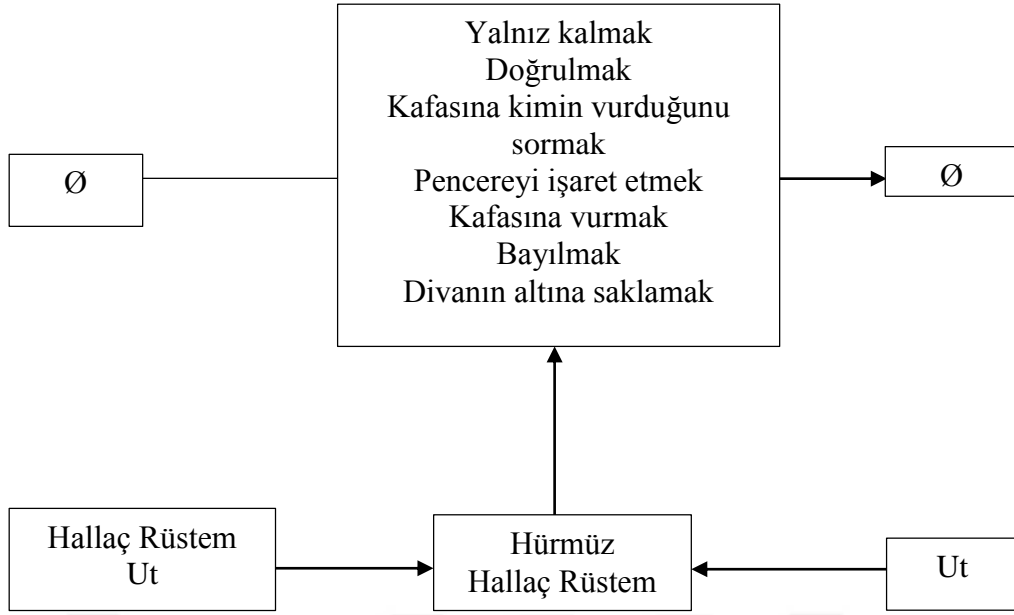 Yalnız kalmak
Doğrulmak
Kafasına kimin vurduğunu
sormak
Pencereyi işaret etmek
Kafasına vurmak
Bayılmak
Divanın altına saklamak
Ø
Ø
Hallaç Rüstem
Ut
Hürmüz
Hallaç Rüstem
Ut